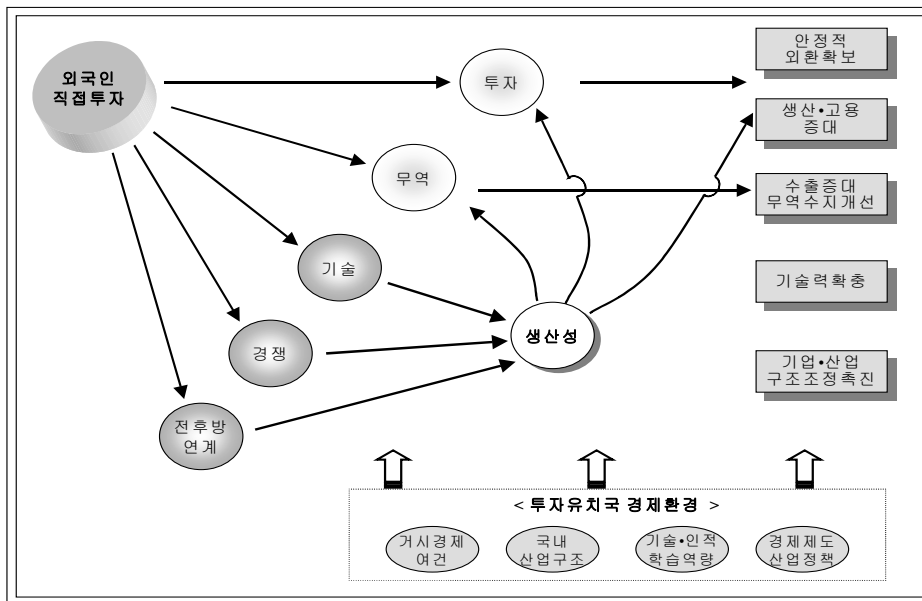 외국인
직접투자
투자
무역
기술
경쟁
전후방
연계
생산성
안정적
외환확보
생산•고용
증대
수출증대
무역수지개선
기술력확충
기업•산업
구조조정촉진
< 투자유치국 경제환경 >
거시경제
여건
국내
산업구조
기술•인적
학습역량
경제제도
산업정책